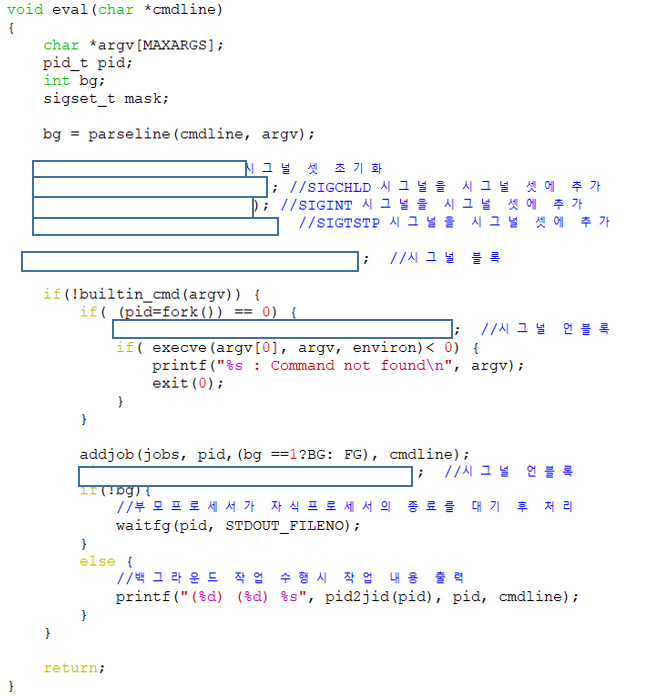 void eval(char *cmdline)
{
    char *argv[MAXARGS];
    pid_t pid;
    int bg;
    sigset_t mask;

    bg = parseline(cmdline, argv);

시그널 셋 초기화
; //SIGCHLD 시그널을 시그널 셋에 추가
); //SIGINT 시그널을 시그널 셋에 추가
//SIGTSTP 시그널을 시그널 셋에 추가

; //시그널 블록

    if(!builtin_cmd(argv)) {
        if( (pid=fork()) == 0) {
; //시그널 언블록
            if( execve(argv[0], argv, environ)< 0) {
                printf("%s : Command not found\n", argv);
                exit(0);
            }
        }

        addjob(jobs, pid,(bg ==1?BG: FG), cmdline);
; //시그널 언블록
        if(!bg){
            //부모프로세서가 자식프로세서의 종료를 대기 후 처리
            waitfg(pid, STDOUT_FILENO);
        }
        else {
            //백그라운드 작업 수행시 작업 내용 출력
            printf("(%d) (%d) %s", pid2jid(pid), pid, cmdline);
        }
    }

    return;
}